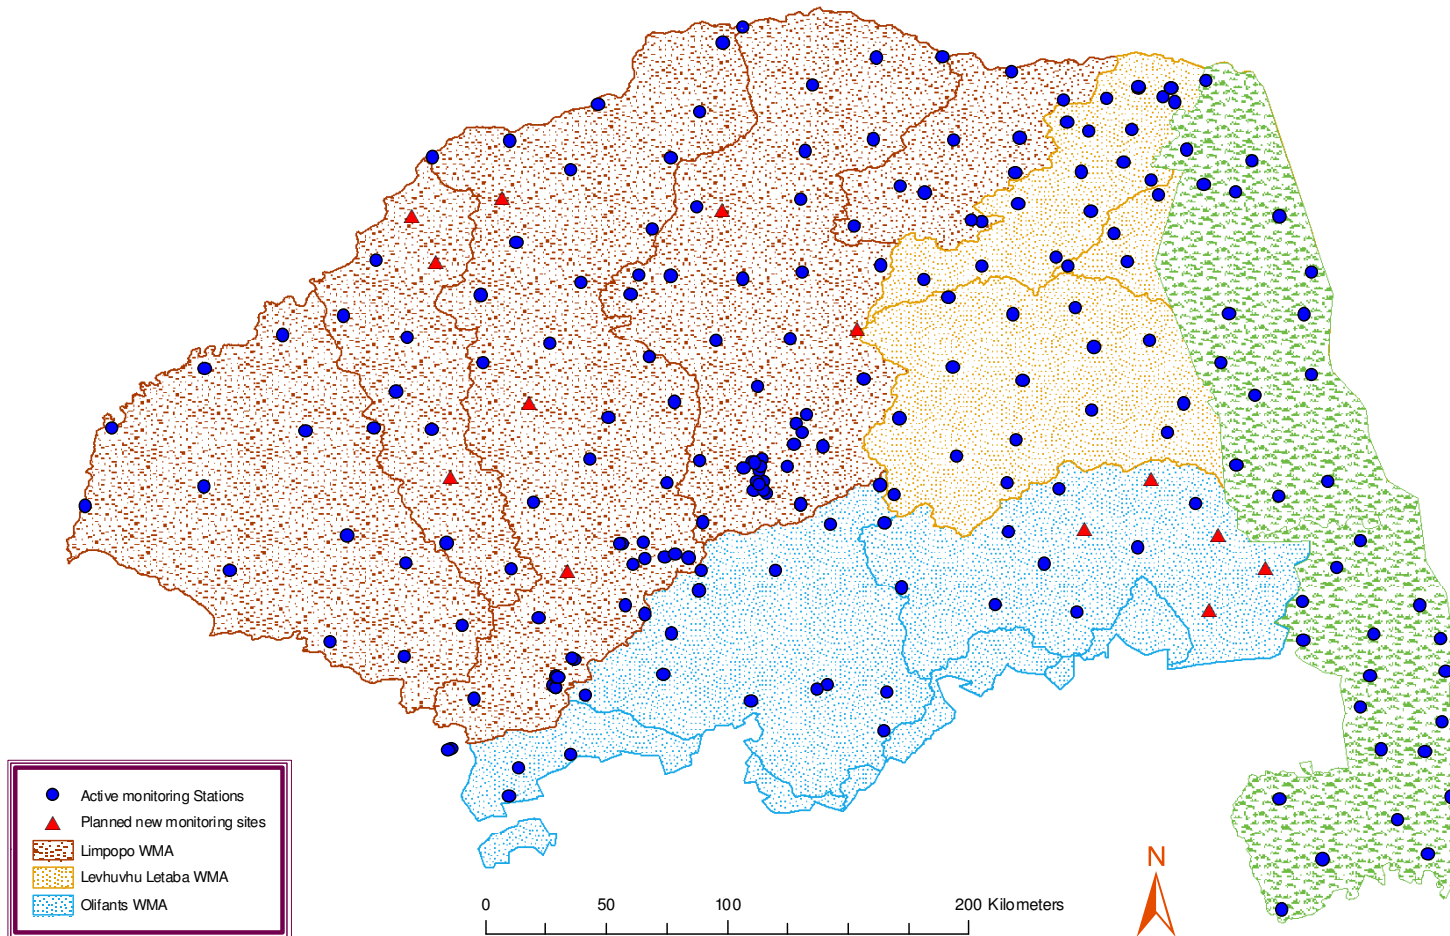 N
Active monitoring Stations
Planned new monitoring sites
Limpopo WMA
Levhuvhu Letaba WMA
Olifants WMA
0 50 100 200 Kilometers